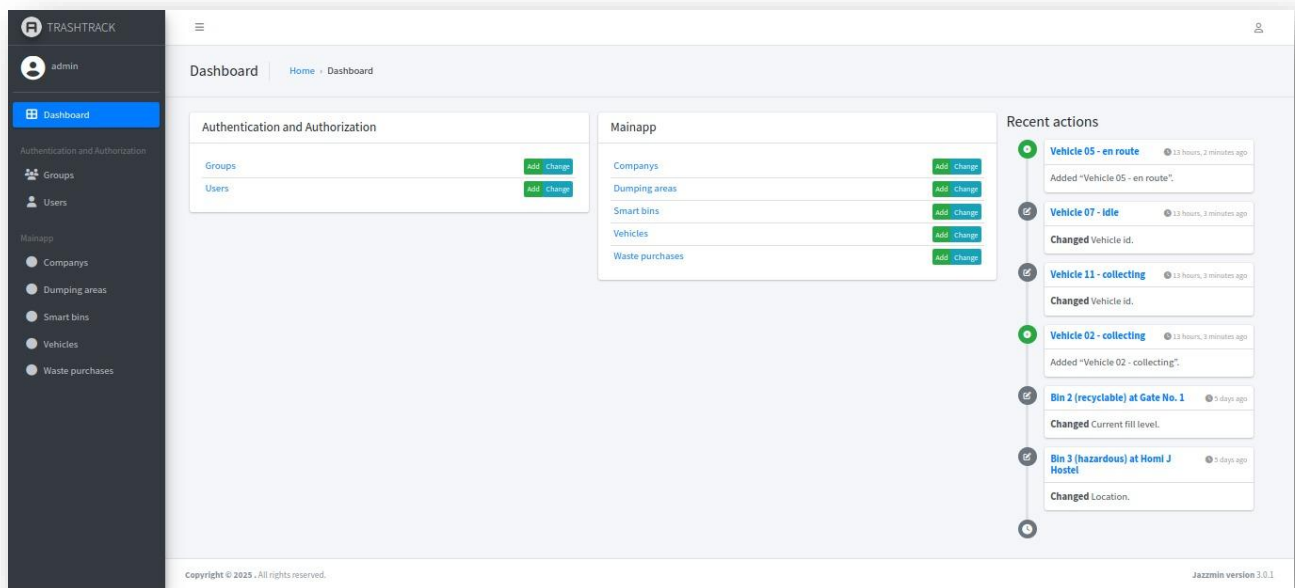 TRASHTRACK
admin
Dashboard
Authentication and Authorization
Groups
Users
Mainapp
Companys
Dumping areas
Smart bins
Vehicles
Waste purchases
Dashboard
Home › Dashboard
Authentication and Authorization
Groups Add Change
Users Add Change
Mainapp
Companys Add Change
Dumping areas Add Change
Smart bins Add Change
Vehicles Add Change
Waste purchases Add Change
Recent actions
Vehicle 05 - en route 13 hours, 2 minutes ago
Added “Vehicle 05 - en route”.
Vehicle 07 - idle 13 hours, 3 minutes ago
Changed Vehicle id.
Vehicle 11 - collecting 13 hours, 3 minutes ago
Changed Vehicle id.
Vehicle 02 - collecting 13 hours, 3 minutes ago
Added “Vehicle 02 - collecting”.
Bin 2 (recyclable) at Gate No. 1 5 days ago
Changed Current fill level.
Bin 3 (hazardous) at Homi J 5 days ago
Hostel
Changed Location.
Copyright © 2025 . All rights reserved.
Jazzmin version 3.0.1